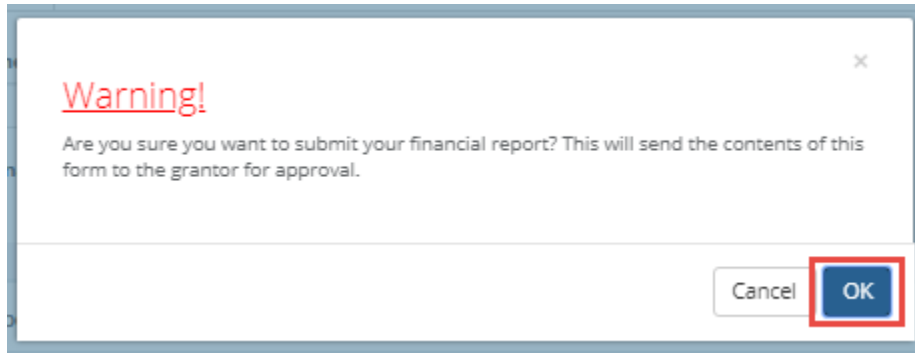 Warning!
Are you sure you want to submit your financial report? This will send the contents of this
form to the grantor for approval.
Cancel
OK